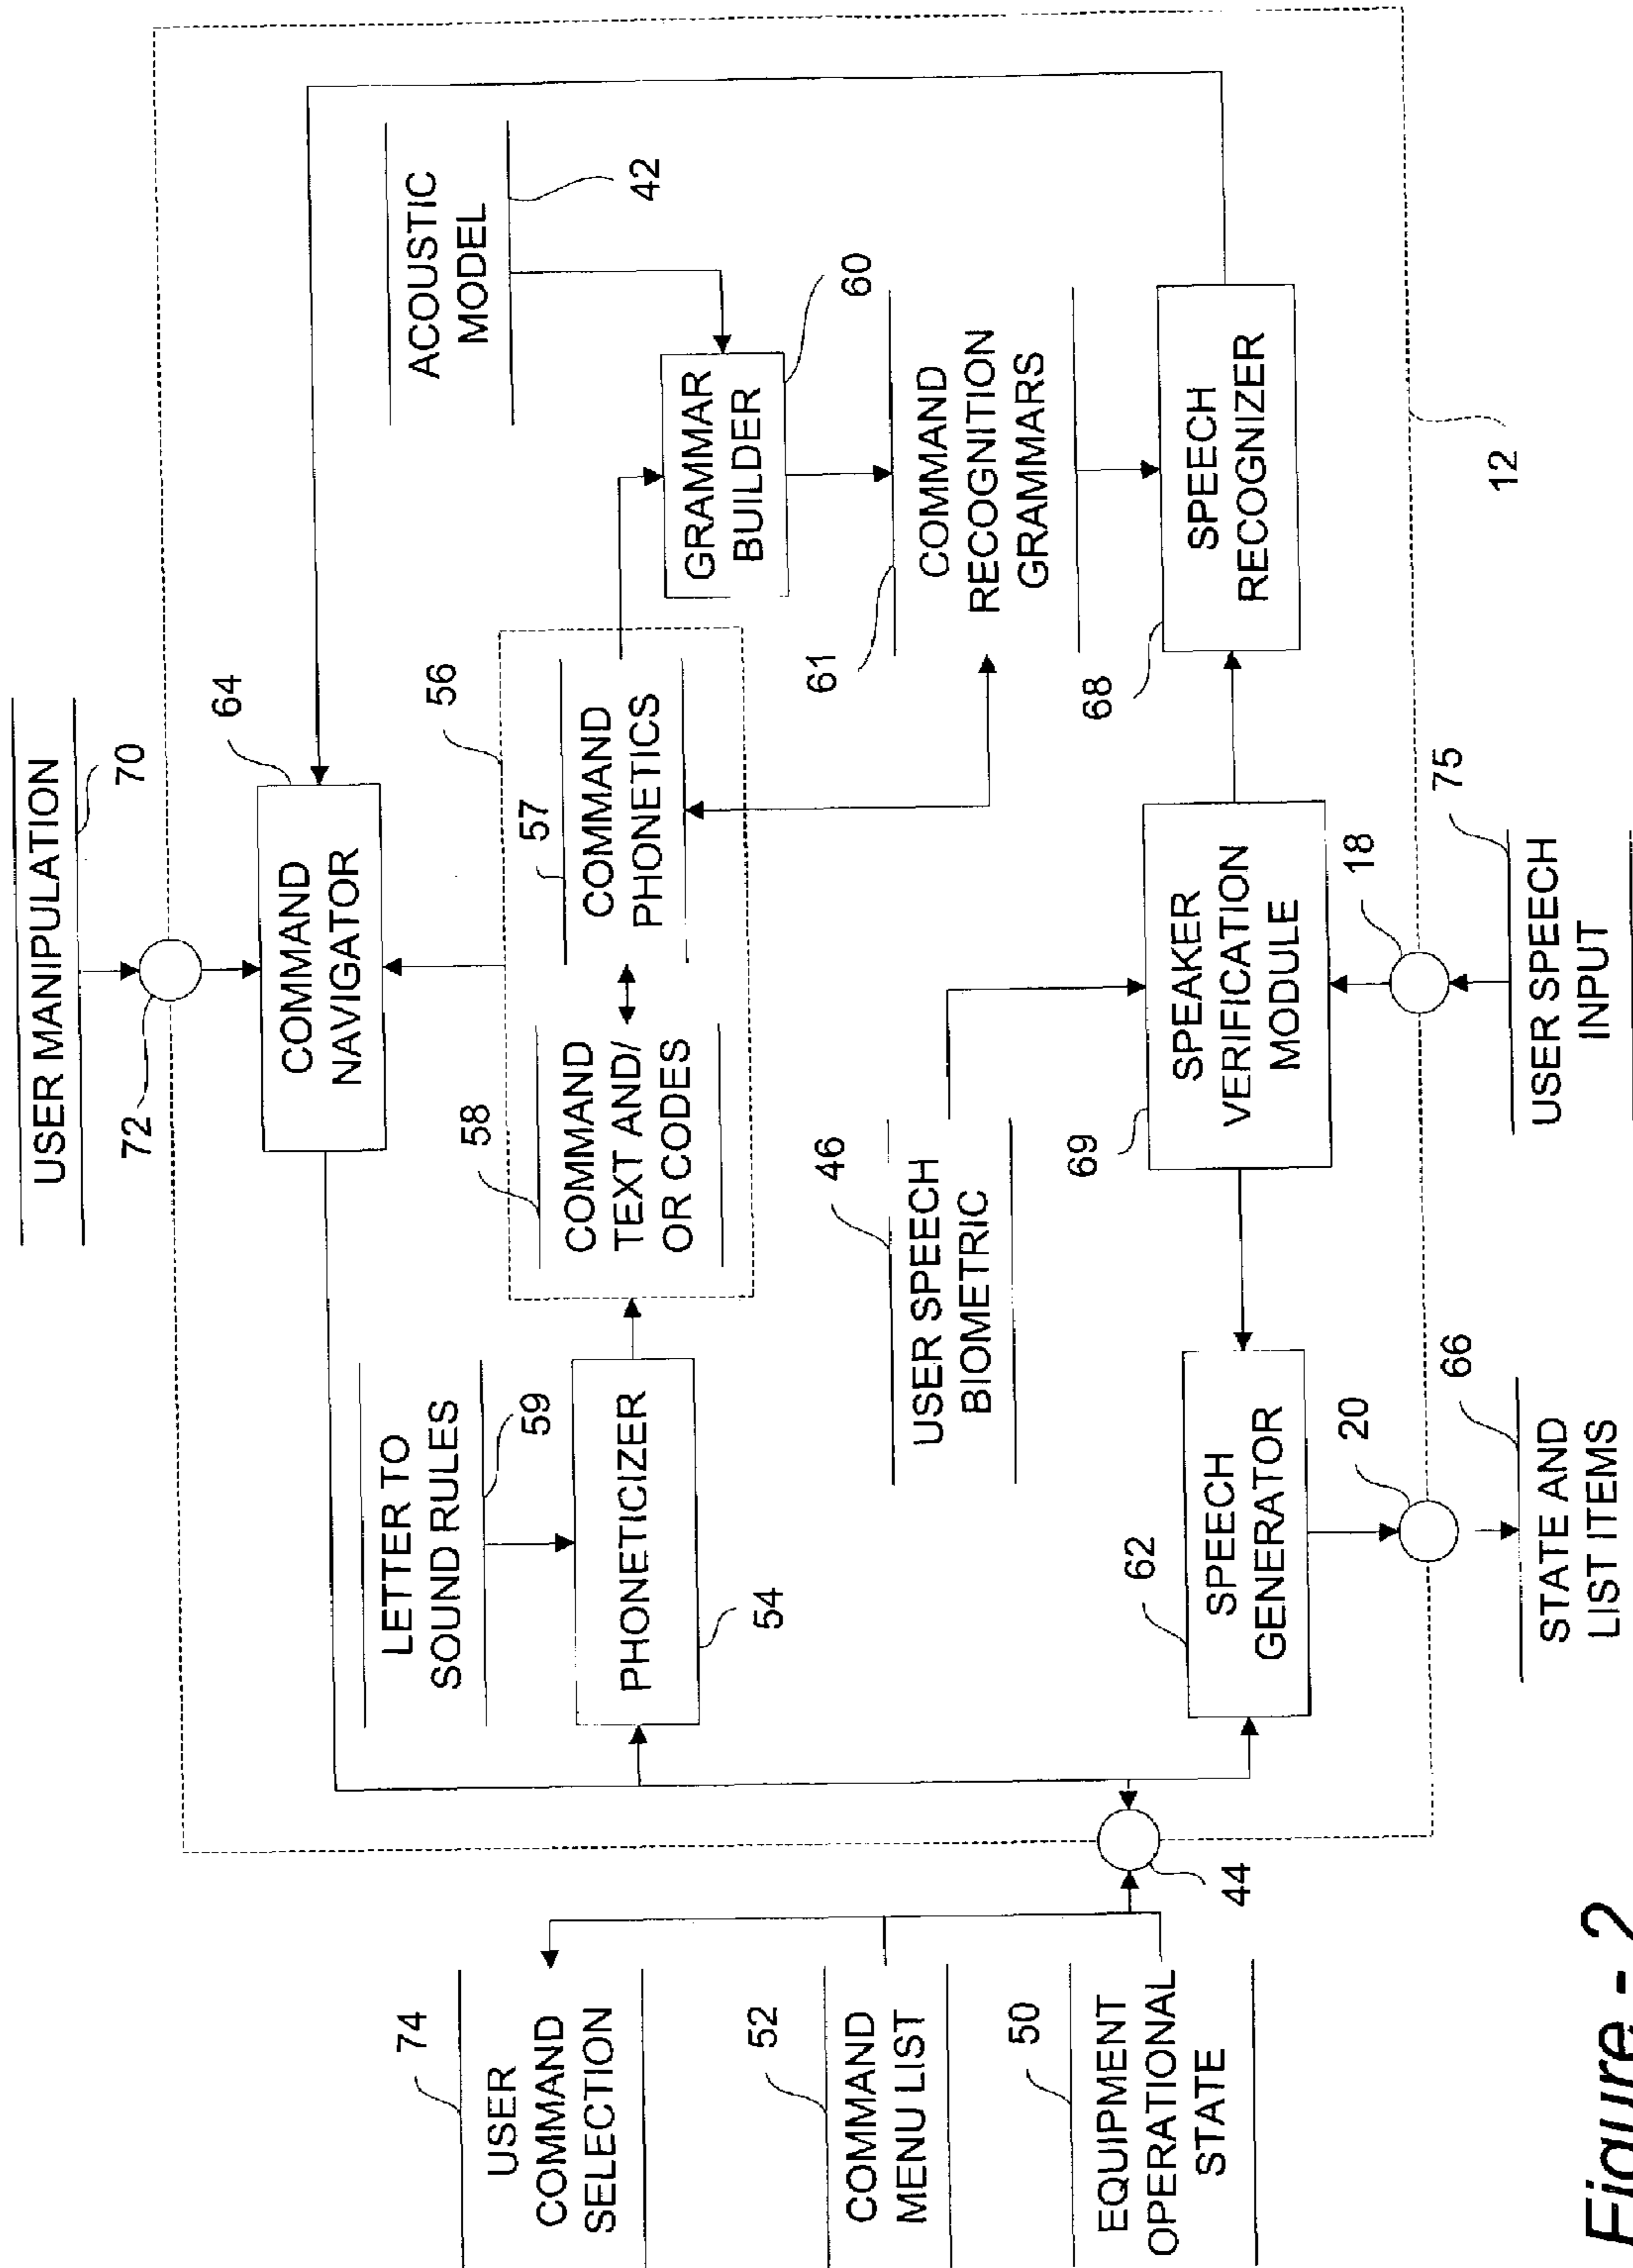 USER MANIPULATION
70
72
64
COMMAND
NAVIGATOR
ACOUSTIC
MODEL
42
LETTER TO
SOUND RULES
59
PHONETICIZER
54
56
58
COMMAND
TEXT AND/
OR CODES
57
COMMAND
PHONETICS
GRAMMAR
BUILDER
60
61
COMMAND
RECOGNITION
GRAMMARS
74
USER
COMMAND
SELECTION
52
COMMAND
MENU LIST
50
EQUIPMENT
OPERATIONAL
STATE
44
46
USER SPEECH
BIOMETRIC
62
SPEECH
GENERATOR
69
SPEAKER
VERIFICATION
MODULE
68
SPEECH
RECOGNIZER
20
66
STATE AND
LIST ITEMS
18
75
USER SPEECH
INPUT
12
Figure - 2